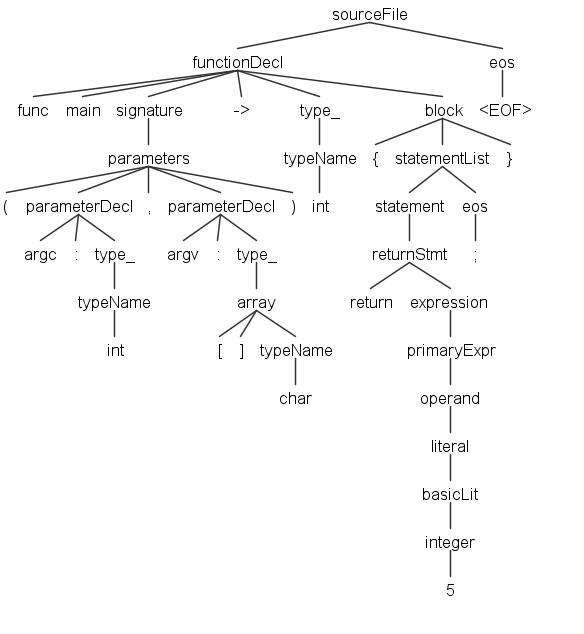 sourceFile
functionDecl eos
func main signature -> type_ block <EOF>
parameters typeName { statementList }
( parameterDecl , parameterDecl ) int statement eos
argc : type_ argv : type_ returnStmt ;
typeName array return expression
int [ ] typeName primaryExpr
char operand
literal
basicLit
integer
5